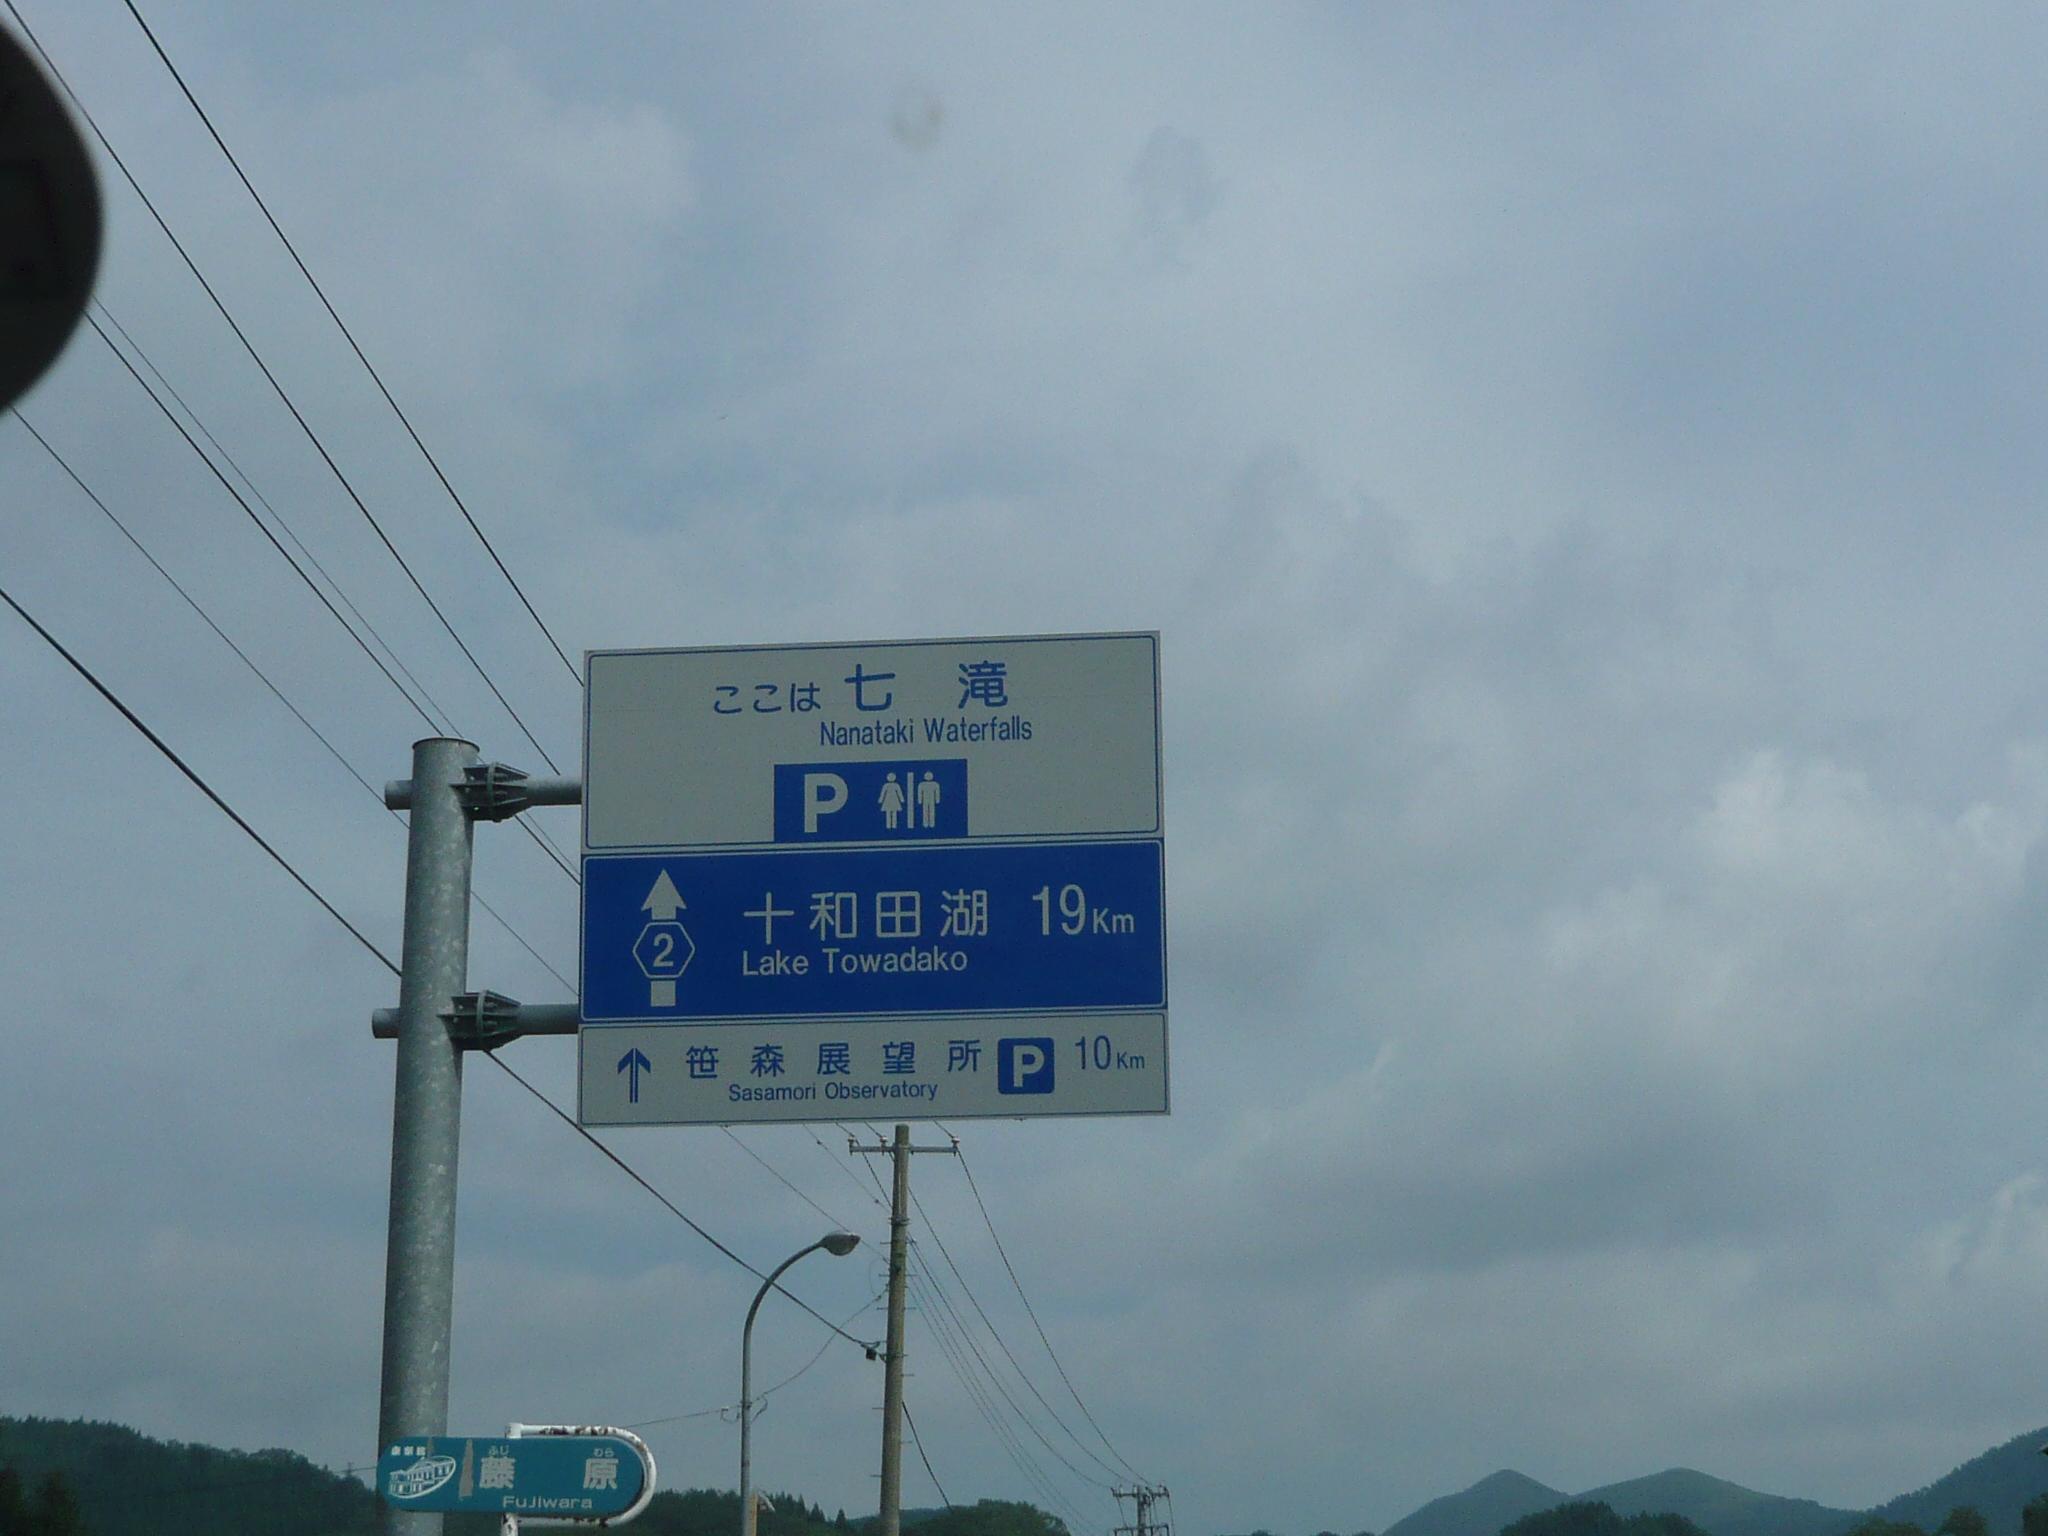 ここは 七滝
Nanataki Waterfalls
P
2
十和田湖 19Km
Lake Towadako
笹森展望所 P 10Km
Sasamori Observatory
ふじ わら
藤原
Fujiwara